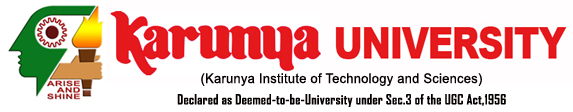 Karunya UNIVERSITY
(Karunya Institute of Technology and Sciences)
Declared as Deemed-to-be-University under Sec.3 of the UGC Act,1956
ARISE
AND
SHINE